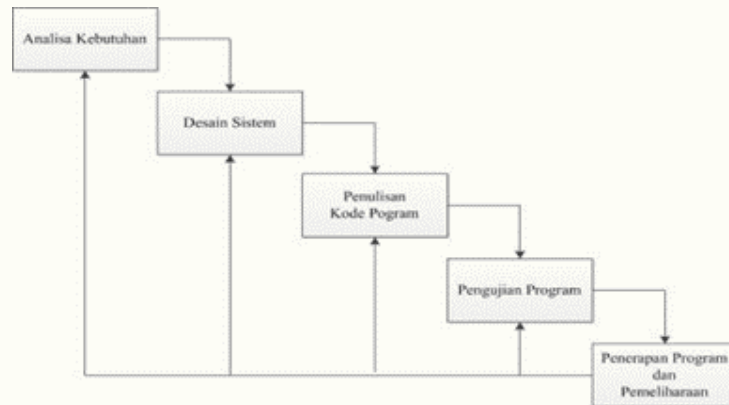 Analisa Kebutuhan
Desain Sistem
Penulisan
Kode Pogram
Pengujian Program
Penerapan Program
dan
Pemeliharaan